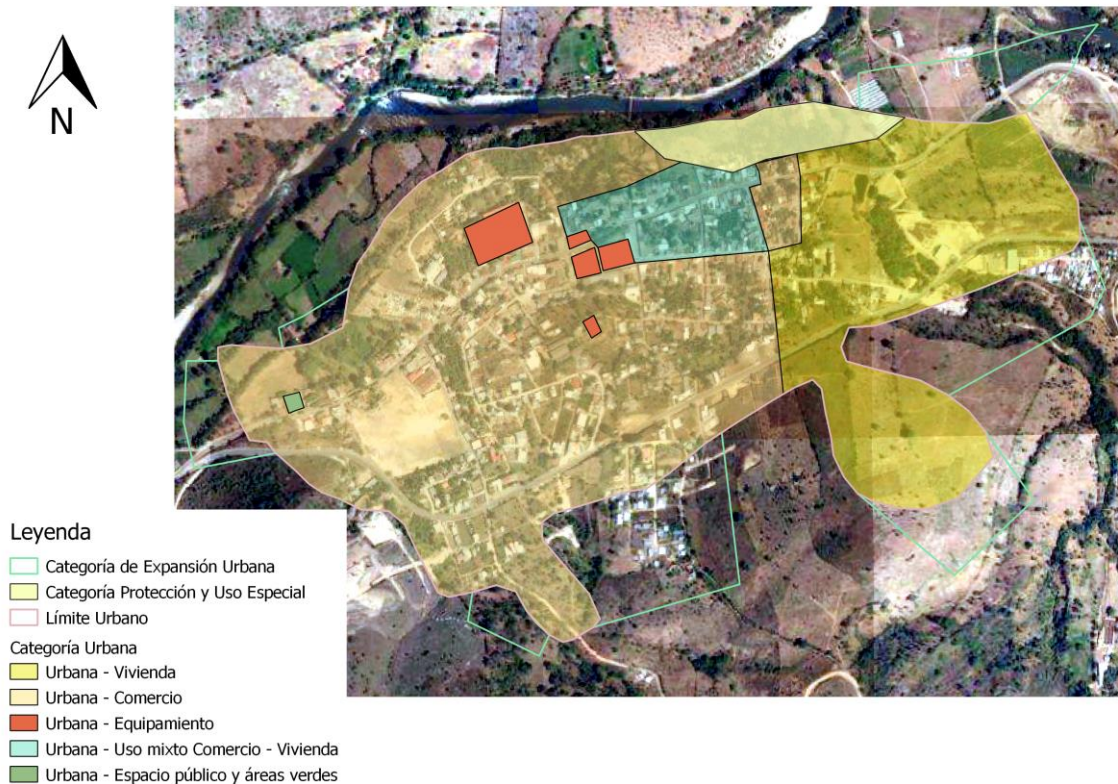 N
Leyenda
Categoría de Expansión Urbana
Categoría Protección y Uso Especial
Límite Urbano
Categoría Urbana
Urbana - Vivienda
Urbana - Comercio
Urbana - Equipamiento
Urbana - Uso mixto Comercio - Vivienda
Urbana - Espacio público y áreas verdes